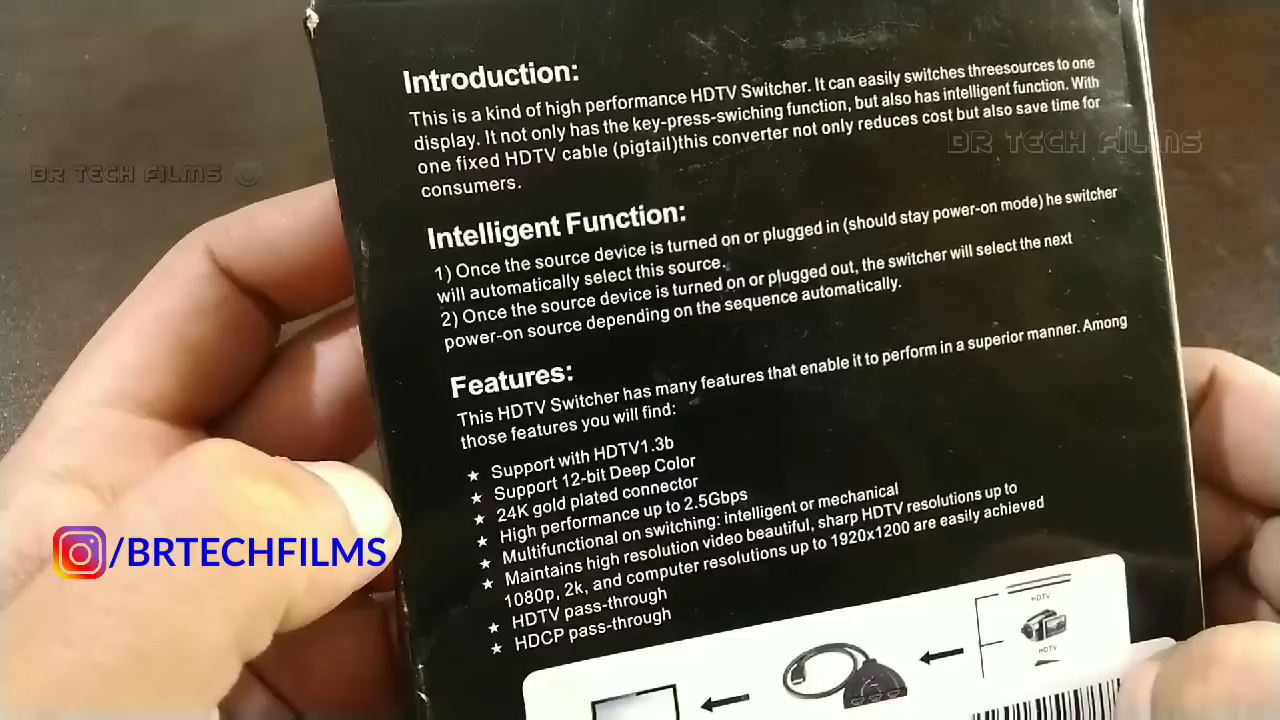 Introduction:
This is a kind of high performance HDTV Switcher. It can easily switches threesources to one
display. It not only has the key-press-swiching function, but also has intelligent function. With
one fixed HDTV cable (pigtail)this converter not only reduces cost but also save time for
consumers.
BR TECH FILMS
BR TECH FILMS
Intelligent Function:
1) Once the source device is turned on or plugged in (should stay power-on mode) he switcher
will automatically select this source.
2) Once the source device is turned on or plugged out, the switcher will select the next
power-on source depending on the sequence automatically.
Features:
This HDTV Switcher has many features that enable it to perform in a superior manner. Among
those features you will find:
★ Support with HDTV1.3b
★ Support 12-bit Deep Color
★ 24K gold plated connector
★ High performance up to 2.5Gbps
★ Multifunctional on switching: intelligent or mechanical
★ Maintains high resolution video beautiful, sharp HDTV resolutions up to
1080p, 2k, and computer resolutions up to 1920x1200 are easily achieved
★ HDTV pass-through
★ HDCP pass-through
/BRTECHFILMS
HDTV
HDTV